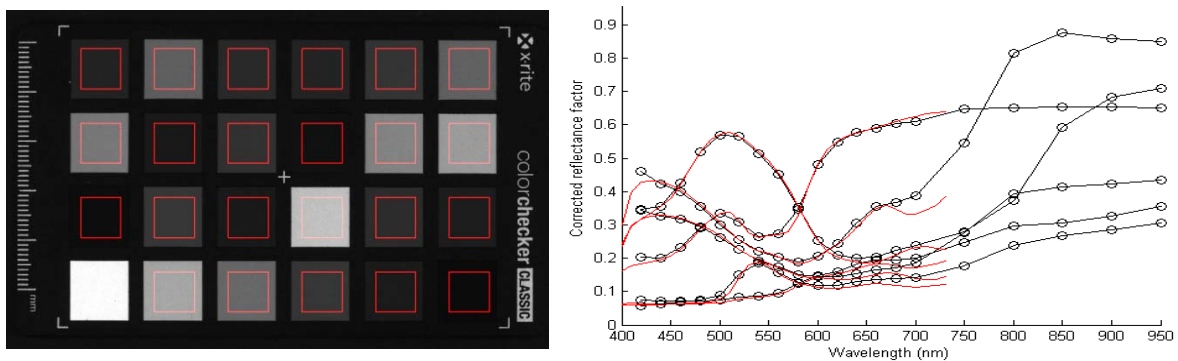 x·rite
colorchecker CLASSIC
mm
Corrected reflectance factor
0.9
0.8
0.7
0.6
0.5
0.4
0.3
0.2
0.1
0
400 450 500 550 600 650 700 750 800 850 900 950
Wavelength (nm)